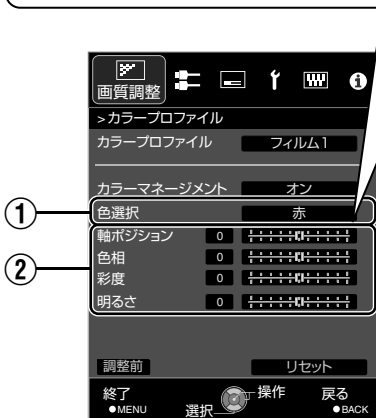 画質調整
>カラープロファイル
カラープロファイル フィルム1
カラーマネージメント オン
① 色選択 赤
軸ポジション 0
② 色相 0
彩度 0
明るさ 0
調整前 リセット
終了 操作 戻る
●MENU 選択 ●BACK